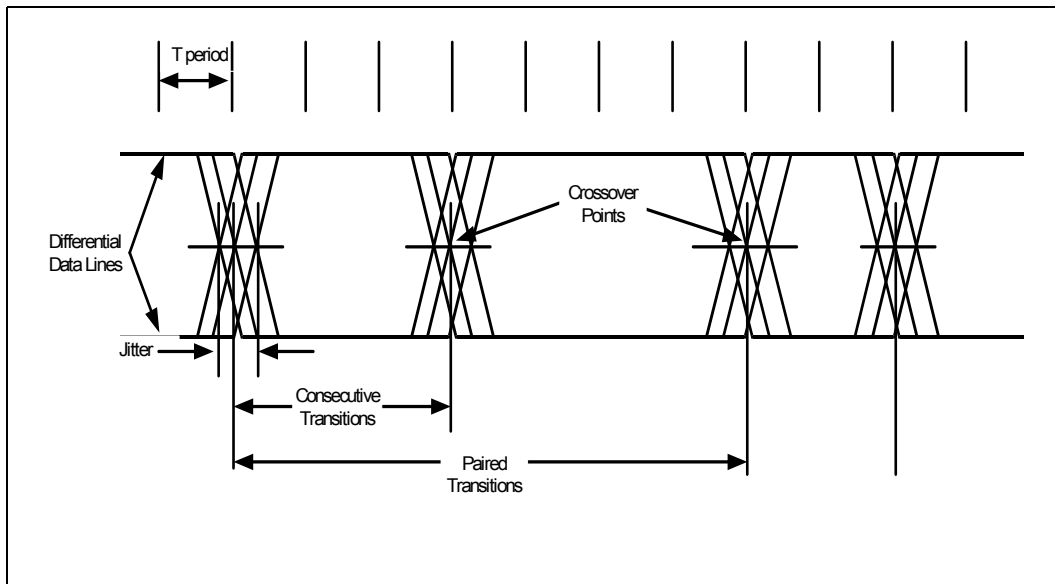 T period
Crossover
Points
Differential
Data Lines
Jitter
Consecutive
Transitions
Paired
Transitions